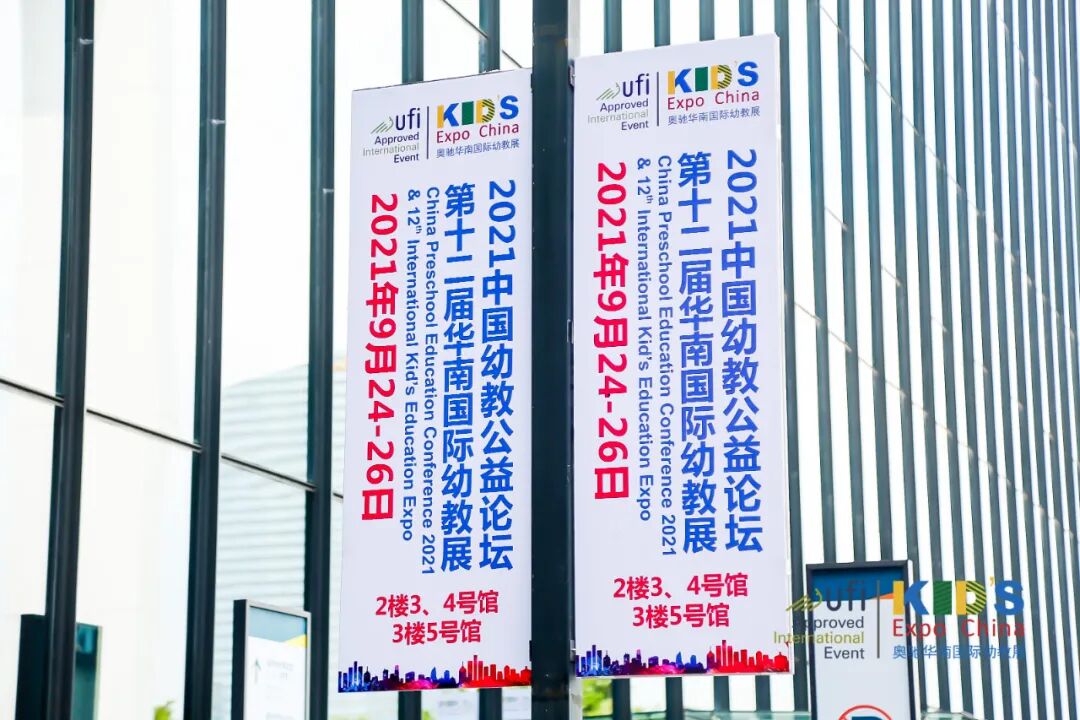 ufi
Approved
International
Event
KID'S
Expo China
奥驰华南国际幼教展
2021中国幼教公益论坛
第十二届华南国际幼教展
China Preschool Education Conference 2021
& 12th International Kid's Education Expo
2021年9月24-26日
2楼3、4号馆
3楼5号馆
ufi
Approved
International
Event
KID'S
Expo China
奥驰华南国际幼教展
2021中国幼教公益论坛
第十二届华南国际幼教展
China Preschool Education Conference 2021
& 12th International Kid's Education Expo
2021年9月24-26日
2楼3、4号馆
3楼5号馆
ufi
Approved
International
Event
KID'S
Expo China
奥驰华南国际幼教展